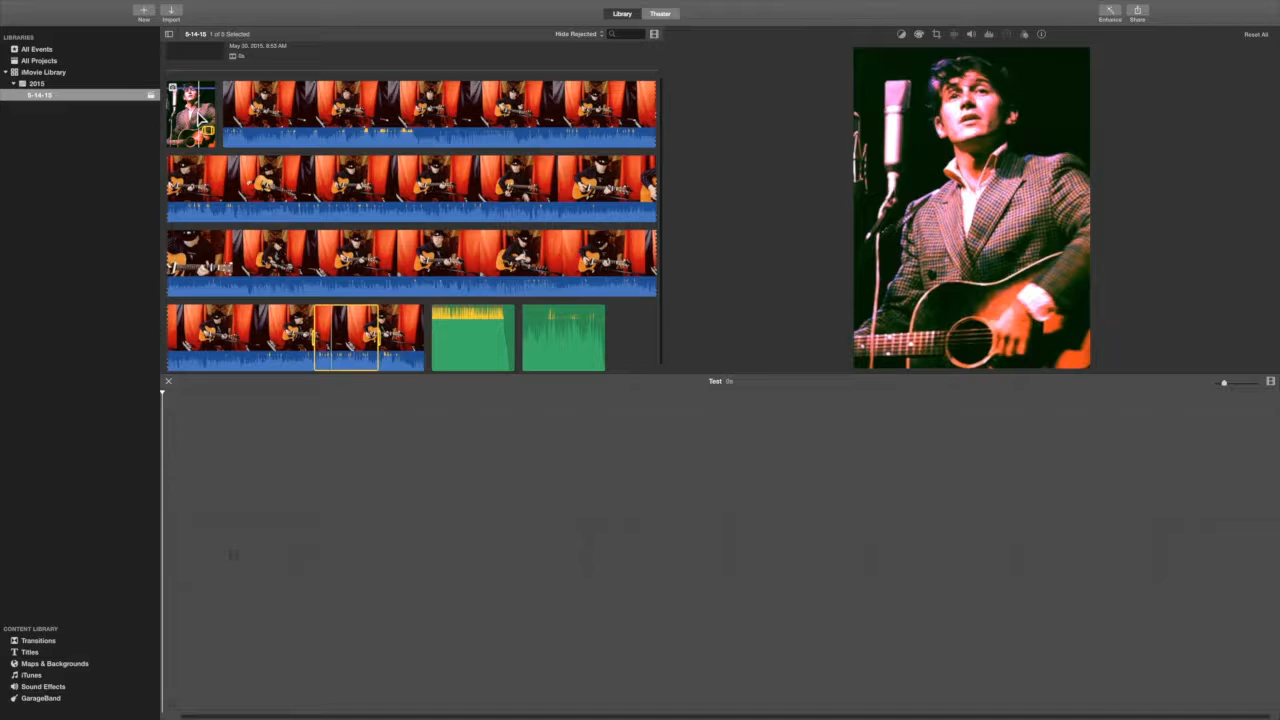 New
Import
Library
Theater
Enhance
Share
LIBRARIES
5-14-15 1 of 5 Selected
Hide Rejected
Reset All
All Events
All Projects
iMovie Library
2015
5-14-15
May 30, 2015, 8:53 AM
0s
Test 0s
CONTENT LIBRARY
Transitions
Titles
Maps & Backgrounds
iTunes
Sound Effects
GarageBand